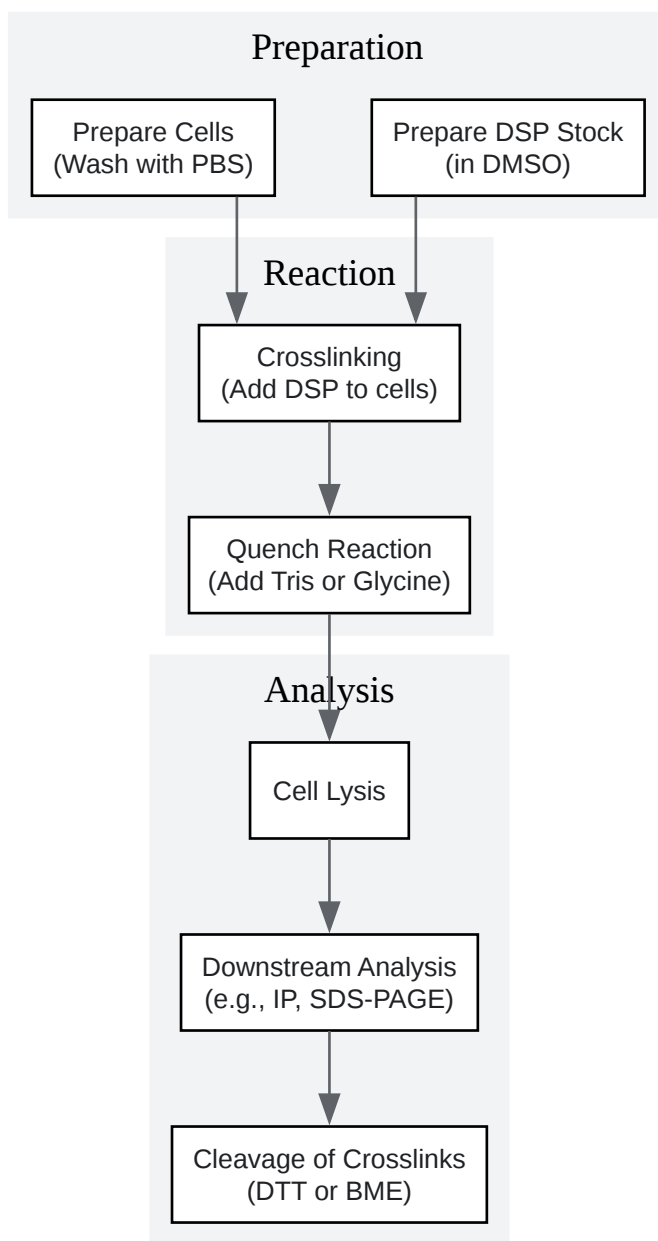 Preparation
Prepare Cells
(Wash with PBS)
Prepare DSP Stock
(in DMSO)
Reaction
Crosslinking
(Add DSP to cells)
Quench Reaction
(Add Tris or Glycine)
Analysis
Cell Lysis
Downstream Analysis
(e.g., IP, SDS-PAGE)
Cleavage of Crosslinks
(DTT or BME)